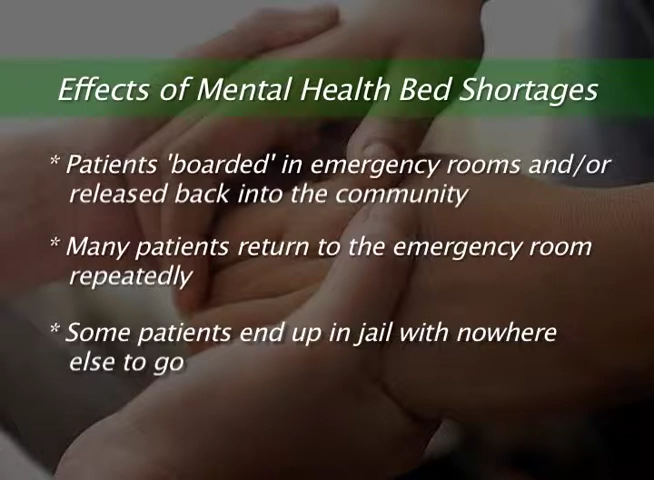 Effects of Mental Health Bed Shortages
* Patients 'boarded' in emergency rooms and/or
released back into the community
* Many patients return to the emergency room
repeatedly
* Some patients end up in jail with nowhere
else to go